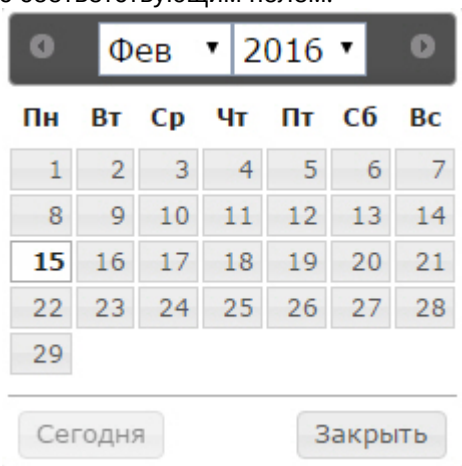 с соответствующим полем.
Фев 2016
Пн Вт Ср Чт Пт Сб Вс
1 2 3 4 5 6 7
8 9 10 11 12 13 14
15 16 17 18 19 20 21
22 23 24 25 26 27 28
29
Сегодня Закрыть